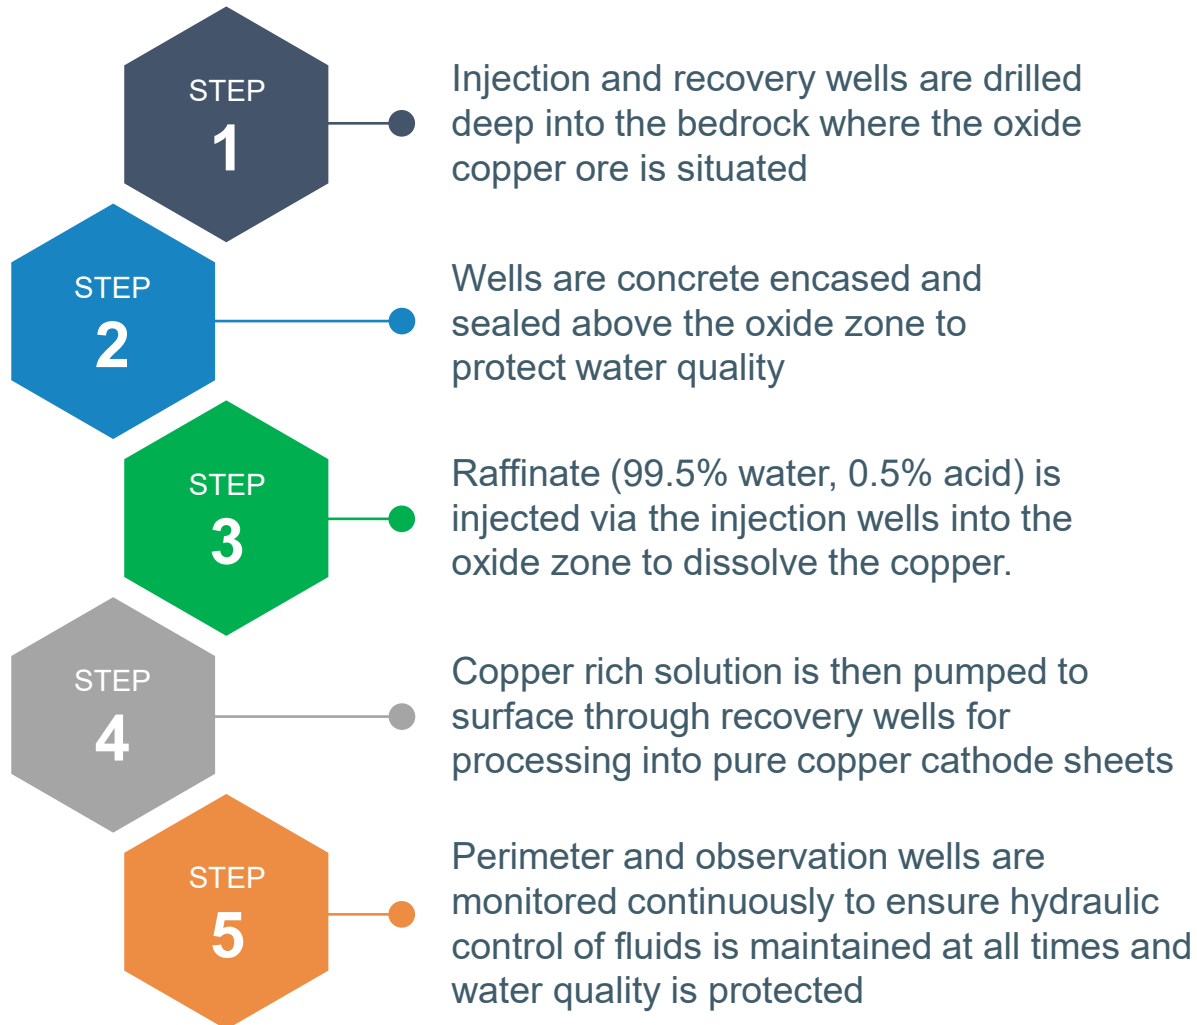 STEP
1
Injection and recovery wells are drilled
deep into the bedrock where the oxide
copper ore is situated
STEP
2
Wells are concrete encased and
sealed above the oxide zone to
protect water quality
STEP
3
Raffinate (99.5% water, 0.5% acid) is
injected via the injection wells into the
oxide zone to dissolve the copper.
STEP
4
Copper rich solution is then pumped to
surface through recovery wells for
processing into pure copper cathode sheets
STEP
5
Perimeter and observation wells are
monitored continuously to ensure hydraulic
control of fluids is maintained at all times and
water quality is protected